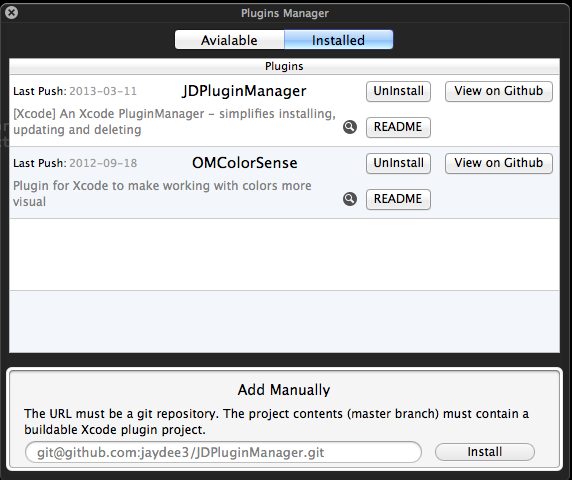 Plugins Manager
Avialable Installed
Plugins
Last Push: 2013-03-11 JDPluginManager UnInstall View on Github
[Xcode] An Xcode PluginManager - simplifies installing,
updating and deleting
README
Last Push: 2012-09-18 OMColorSense UnInstall View on Github
Plugin for Xcode to make working with colors more
visual
README
Add Manually
The URL must be a git repository. The project contents (master branch) must contain a
buildable Xcode plugin project.
git@github.com:jaydee3/JDPluginManager.git Install